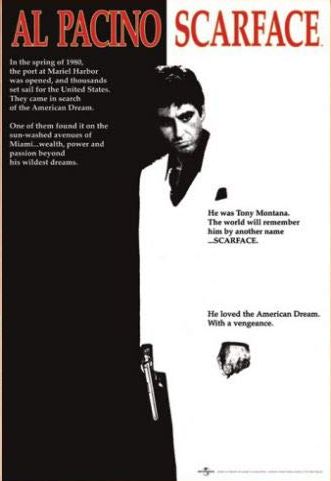 AL PACINO SCARFACE
In the spring of 1980,
the port at Mariel Harbor
was opened, and thousands
set sail for the United States.
They came in search
of the American Dream.
One of them found it on the
sun-washed avenues of
Miami...wealth, power and
passion beyond
his wildest dreams.
He was Tony Montana.
The world will remember
him by another name
...SCARFACE.
He loved the American Dream.
With a vengeance.
UNIVERSAL